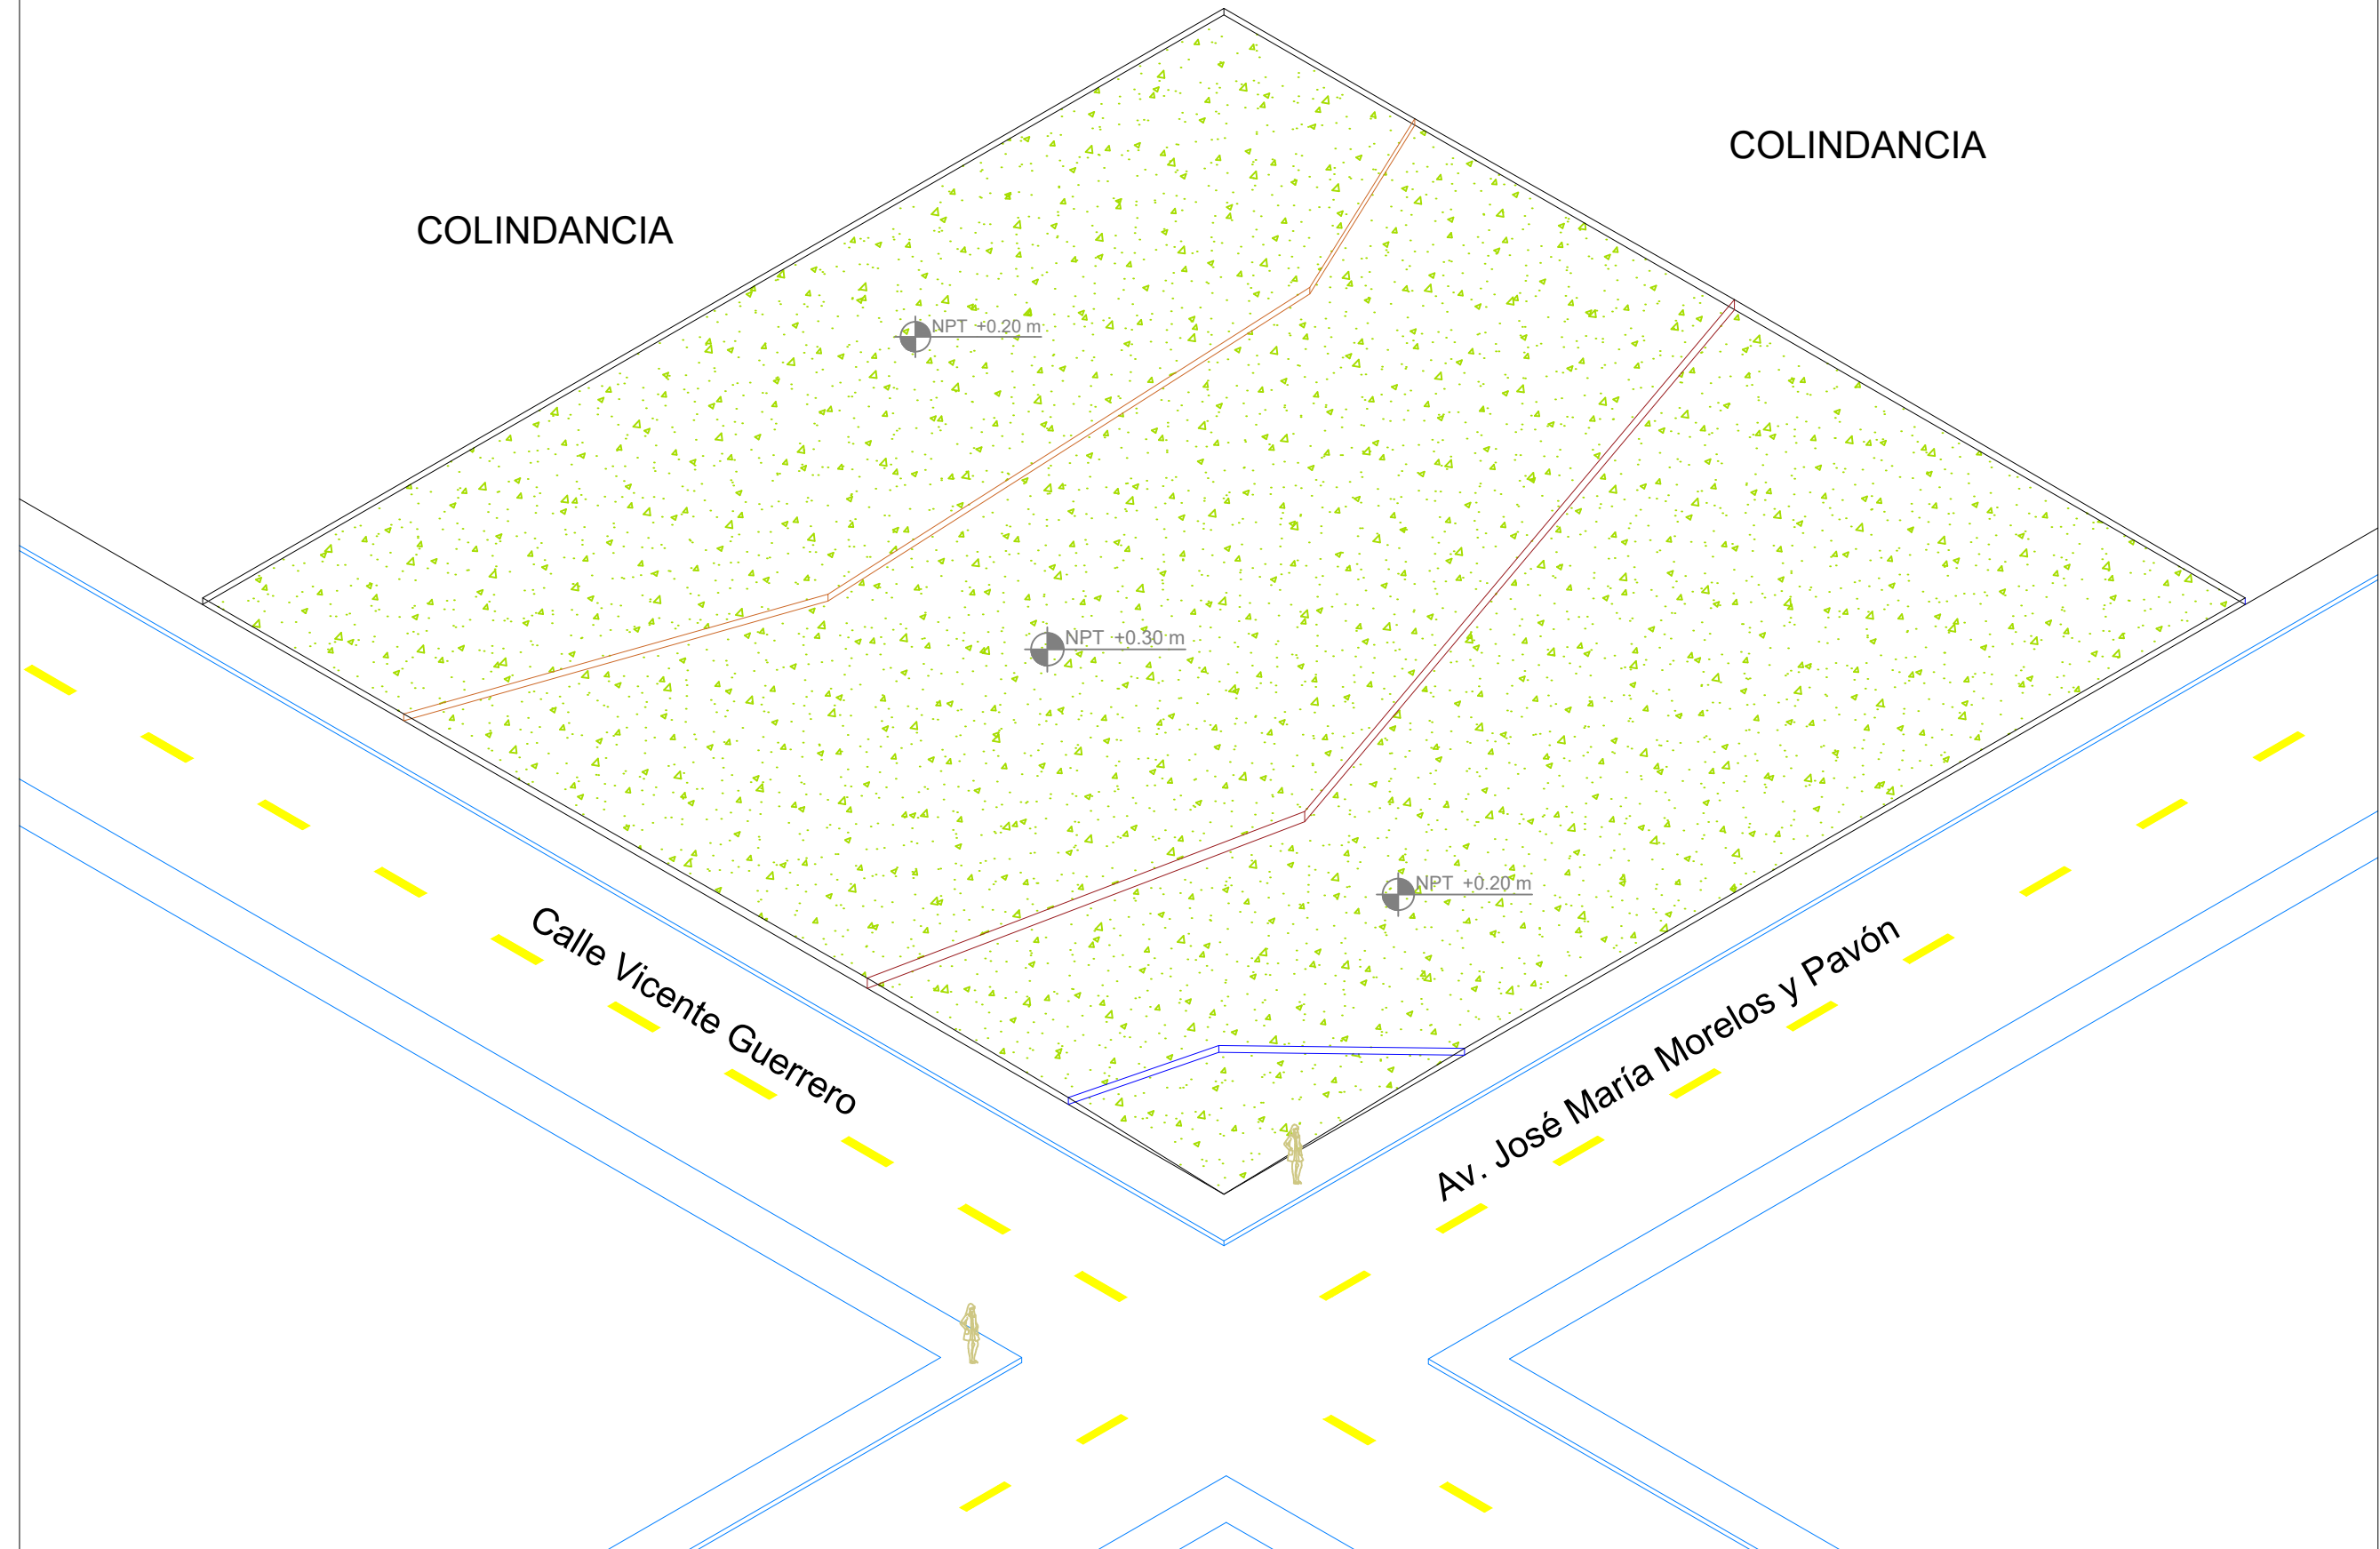 COLINDANCIA
COLINDANCIA
NPT +0.20 m
NPT +0.30 m
NPT +0.20 m
Calle Vicente Guerrero
Av. José María Morelos y Pavón